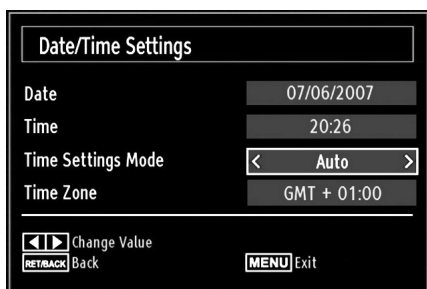 Date/Time Settings
Date 07/06/2007
Time 20:26
Time Settings Mode < Auto >
Time Zone GMT + 01:00
Change Value
RET/BACK Back MENU Exit